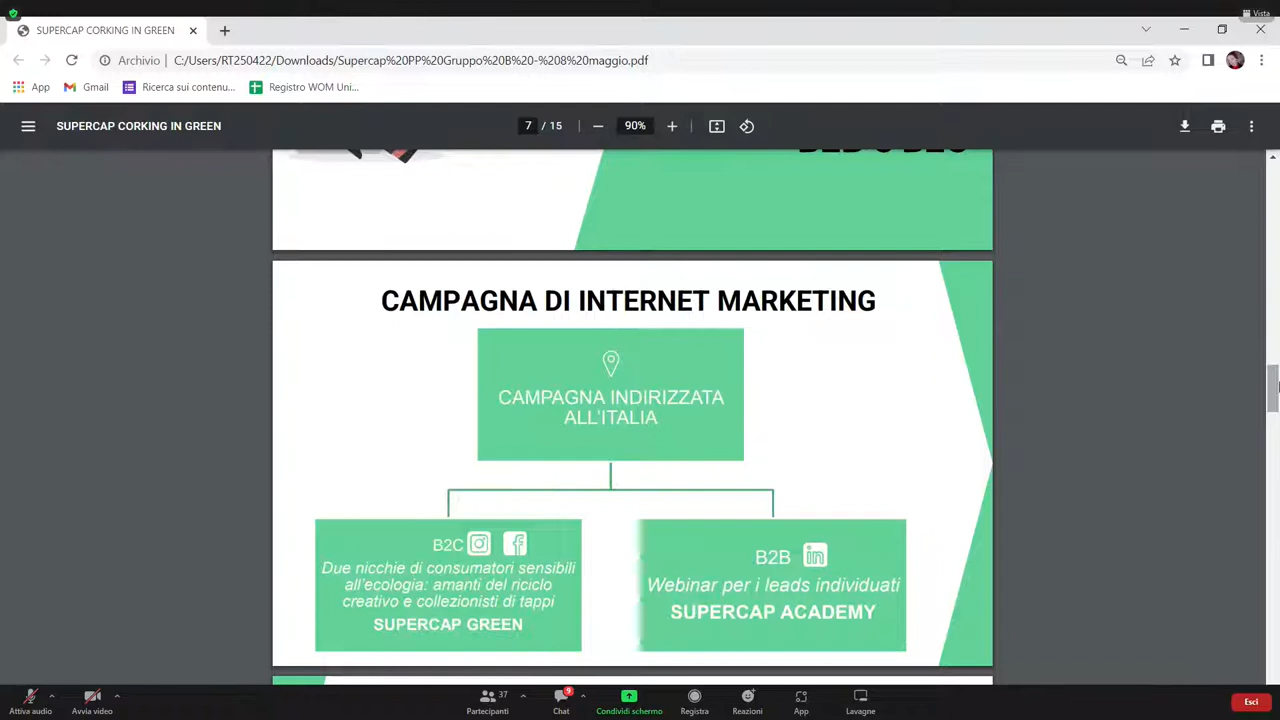 Vista
SUPERCAP CORKING IN GREEN
Archivio C:/Users/RT250422/Downloads/Supercap%20PP%20Gruppo%20B%20-%208%20maggio.pdf
App Gmail Ricerca sui contenu... Registro WOM Uni...
SUPERCAP CORKING IN GREEN 7 / 15 90%
CAMPAGNA DI INTERNET MARKETING
CAMPAGNA INDIRIZZATA
ALL'ITALIA
B2C
Due nicchie di consumatori sensibili
all'ecologia: amanti del riciclo
creativo e collezionisti di tappi
SUPERCAP GREEN
B2B in
Webinar per i leads individuati
SUPERCAP ACADEMY
37 9
Attiva audio Avvia video Partecipanti Chat Condividi schermo Registra Reazioni App Lavagne Esci